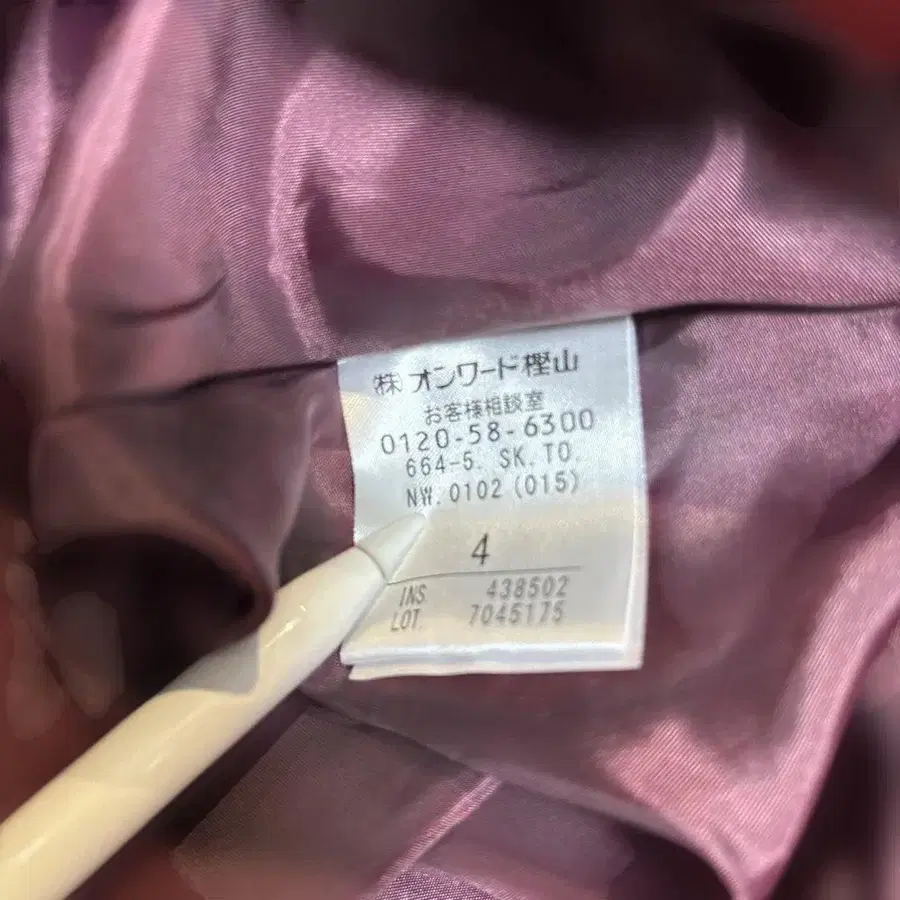 ㈱オンワード樫山
お客様相談室
0120-58-6300
664-5. SK. TO.
NW. 0102 (015)
4
INS. 438502
LOT. 7045175